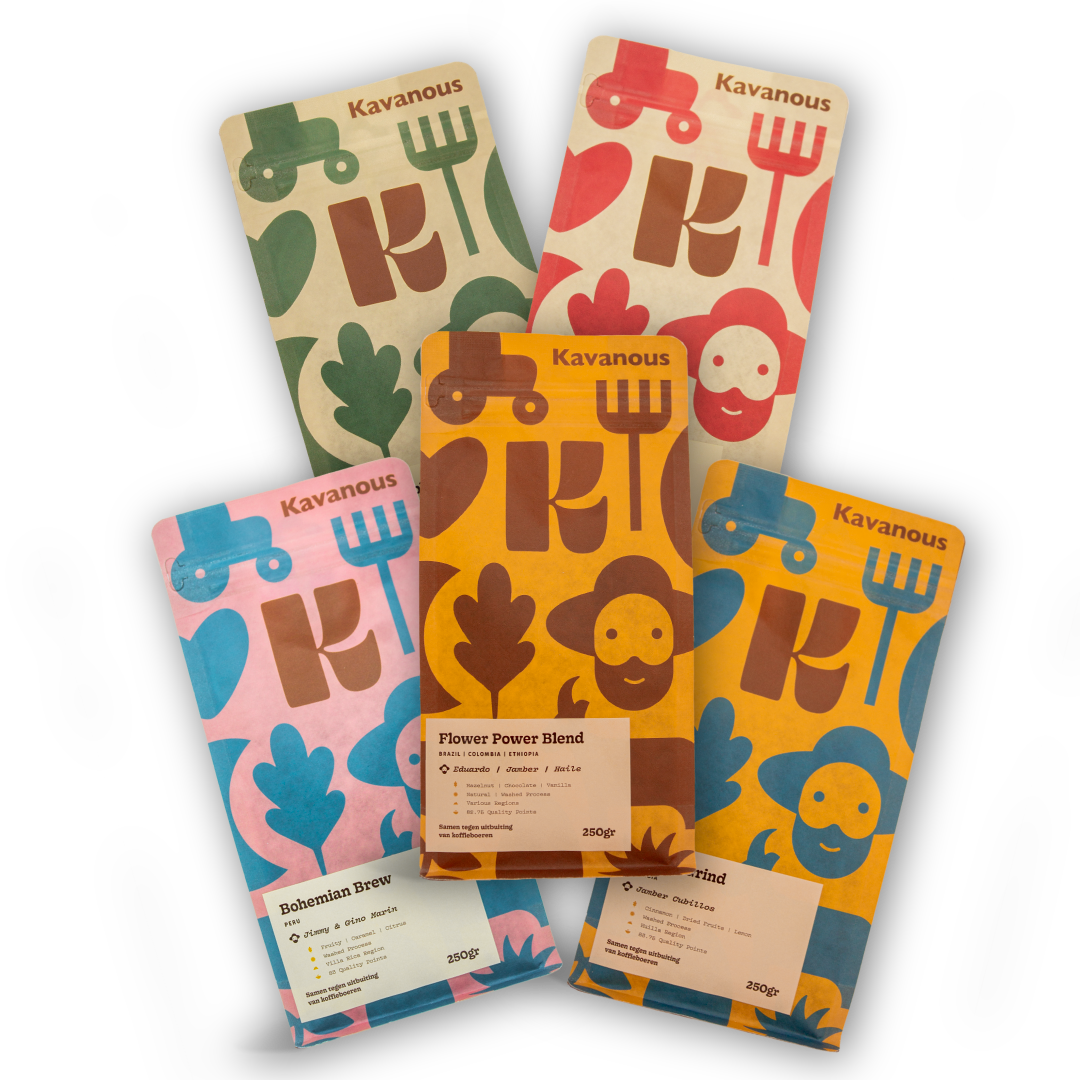 Kavanous
K
Kavanous
K
Kavanous
K
Flower Power Blend
BRAZIL | COLOMBIA | ETHIOPIA
Eduardo / Jamber / Haile
Hazelnut | Chocolate | Vanilla
Natural | Washed Process
Various Regions
86.75 Quality Points
Samen tegen uitbuiting
van koffieboeren
250gr
Kavanous
K
Bohemian Brew
PERU
Jimmy & Gino Marin
Fruity | Caramel | Citrus
Washed Process
Villa Rica Region
85 Quality Points
Samen tegen uitbuiting
van koffieboeren
250gr
Kavanous
K
Jamber Cubillos
Cinnamon | Dried Fruits | Lemon
Washed Process
Huilla Region
Quality Points
Samen tegen uitbuiting
van koffieboeren
250gr